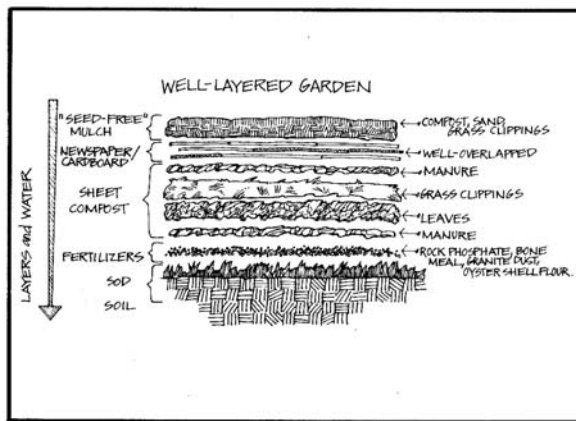 WELL-LAYERED GARDEN
"SEED-FREE"
MULCH
NEWSPAPER/
CARDBOARD/
SHEET
COMPOST
FERTILIZERS
SOD
SOIL
LAYERS and WATER
COMPOST, SAND,
GRASS CLIPPINGS
WELL-OVERLAPPED
MANURE
GRASS CLIPPINGS
LEAVES
MANURE
ROCK PHOSPHATE, BONE
MEAL, GRANITE DUST,
OYSTER SHELL FLOUR.